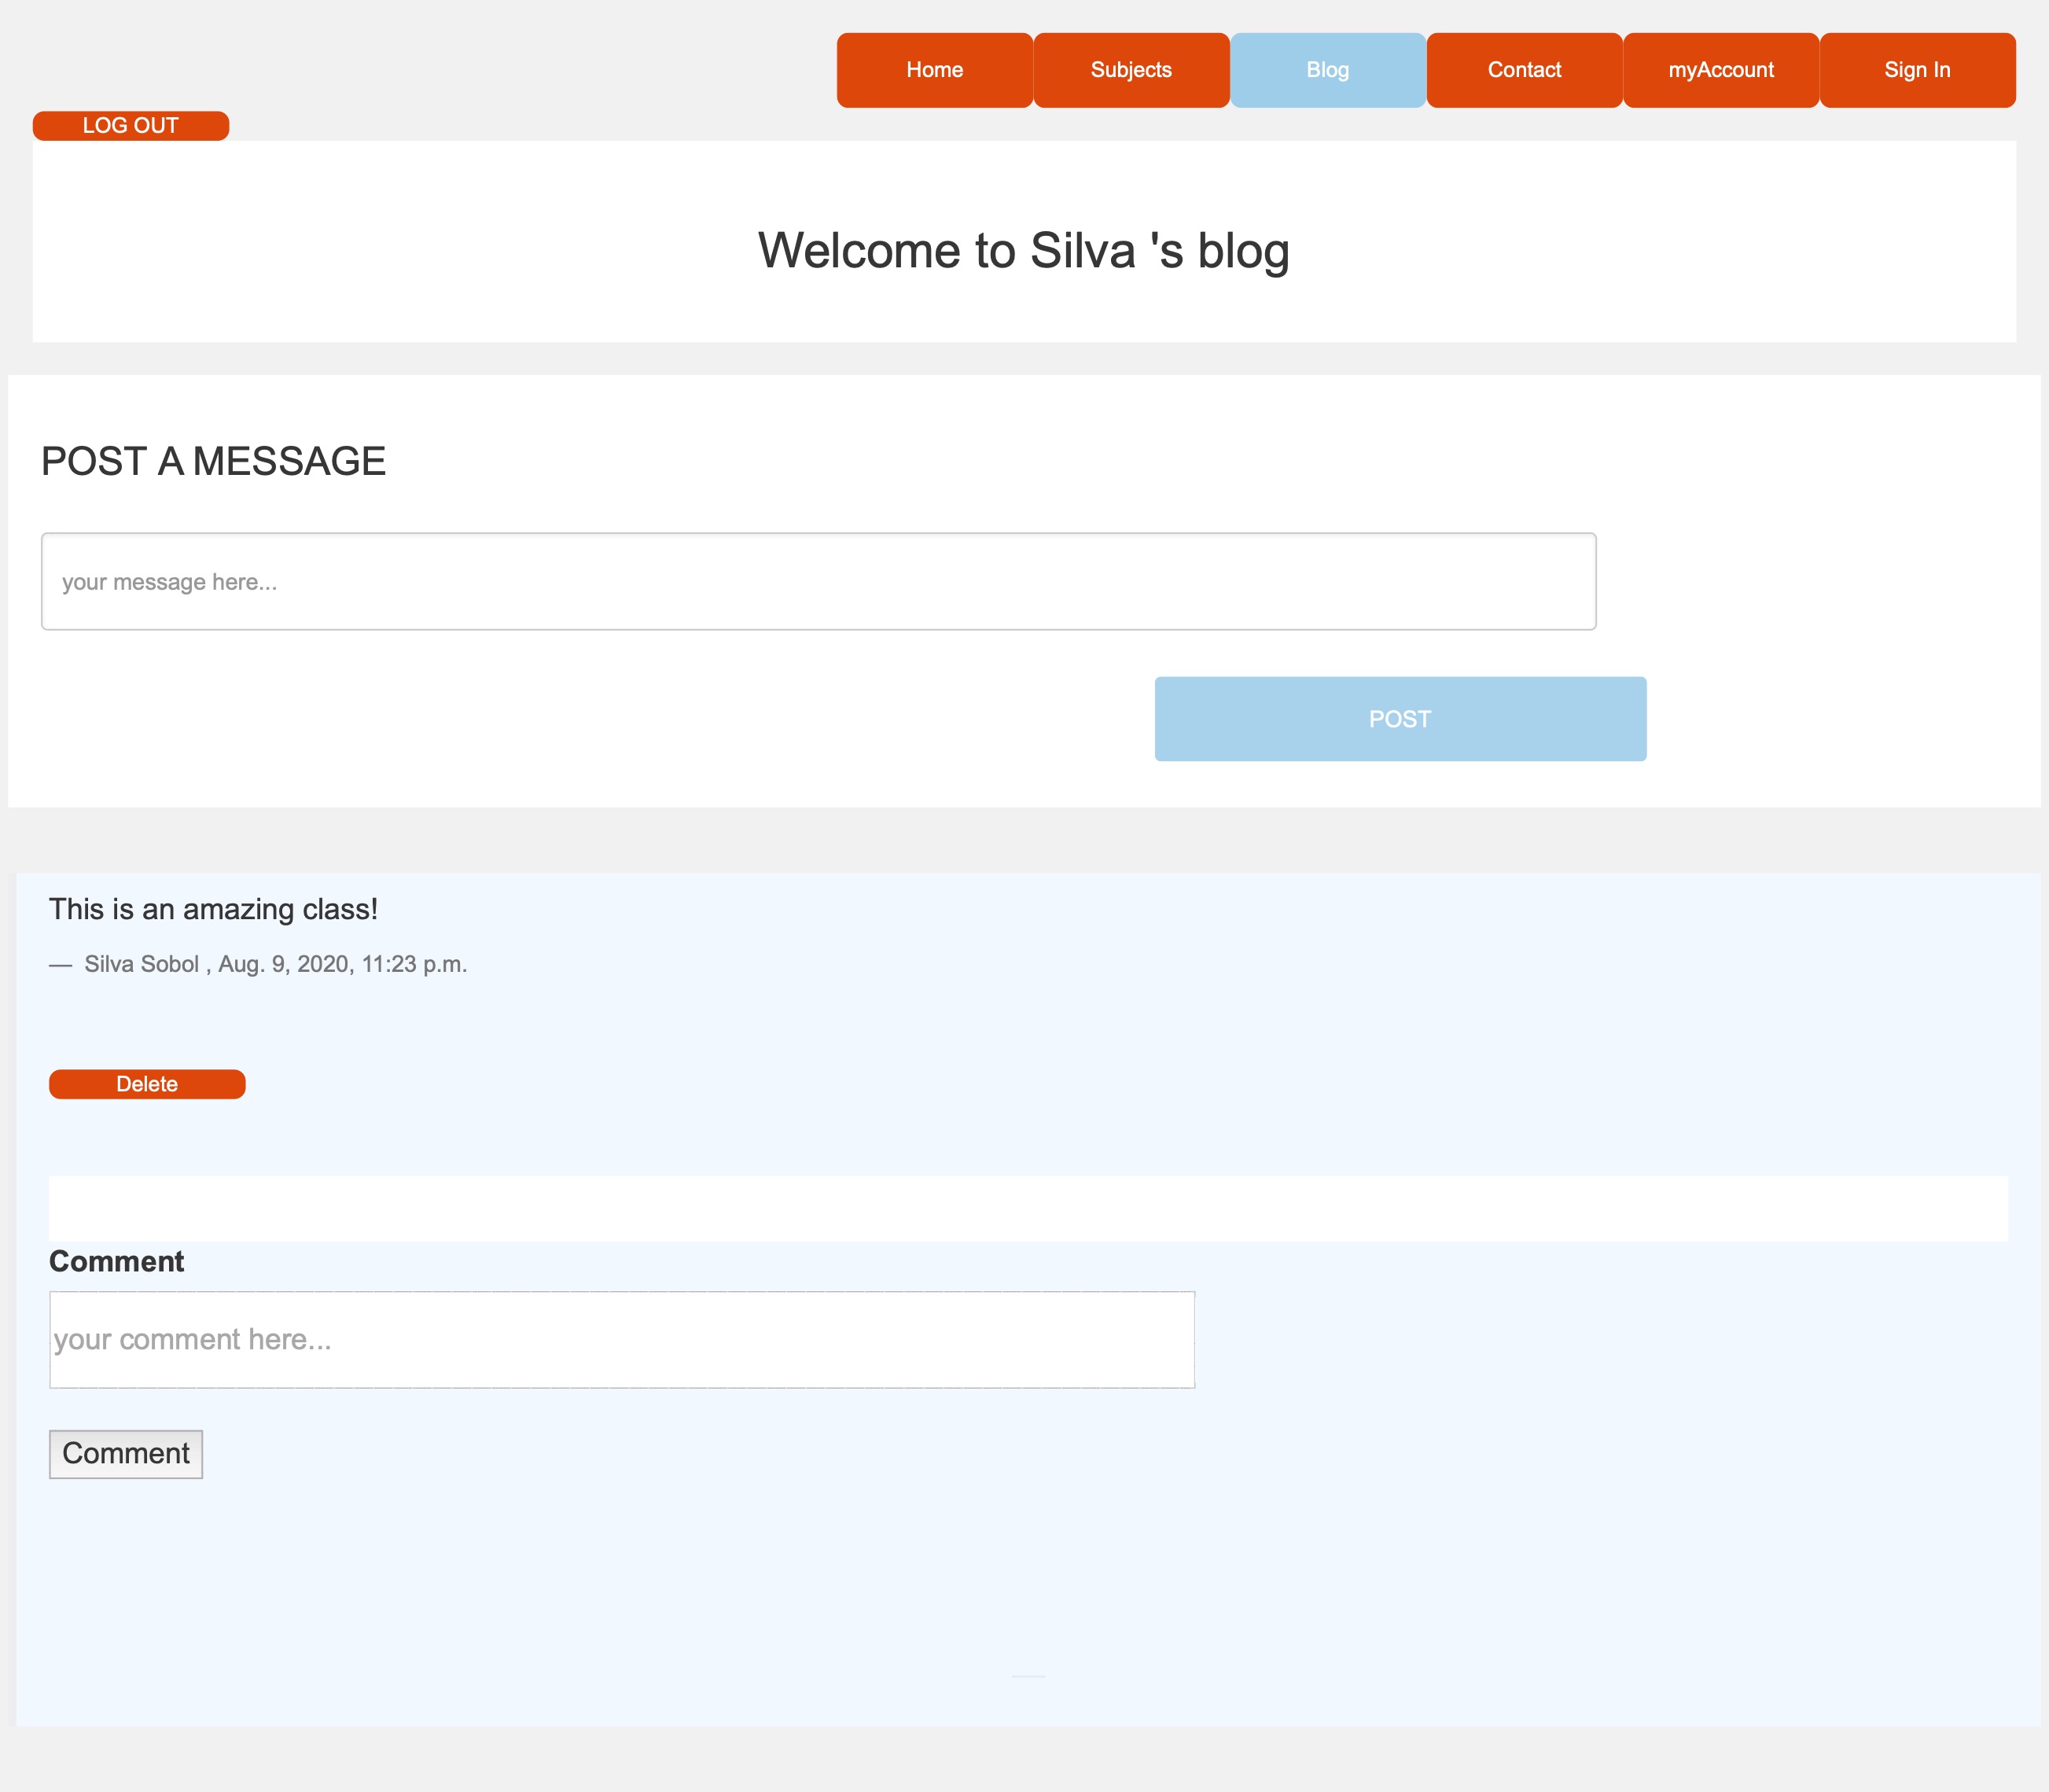 Home Subjects Blog Contact myAccount Sign In
LOG OUT
Welcome to Silva 's blog
POST A MESSAGE
your message here...
POST
This is an amazing class!
— Silva Sobol , Aug. 9, 2020, 11:23 p.m.
Delete
Comment
your comment here...
Comment